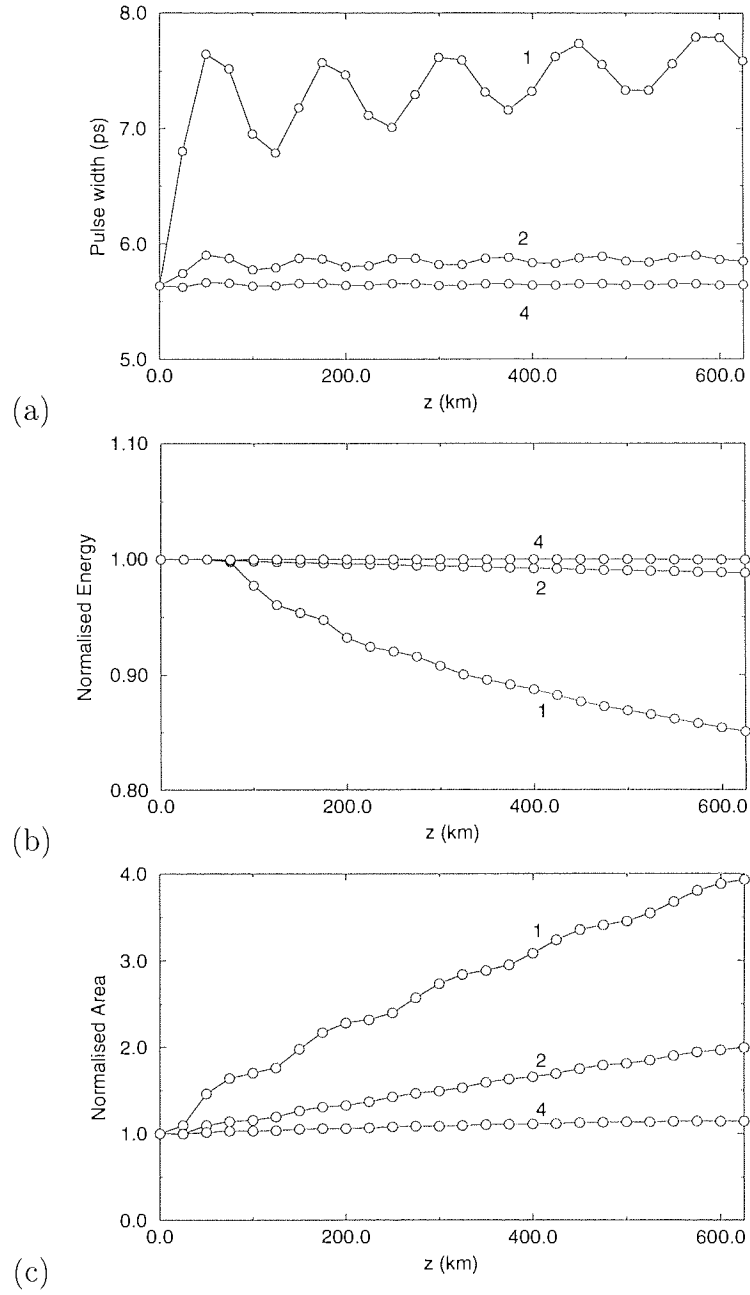 8.0
7.0
6.0
5.0
Pulse width (ps)
1
2
4
0.0 200.0 400.0 600.0
z (km)
(a)
1.10
1.00
0.90
0.80
Normalised Energy
4
2
1
0.0 200.0 400.0 600.0
z (km)
(b)
4.0
3.0
2.0
1.0
0.0
Normalised Area
1
2
4
0.0 200.0 400.0 600.0
z (km)
(c)